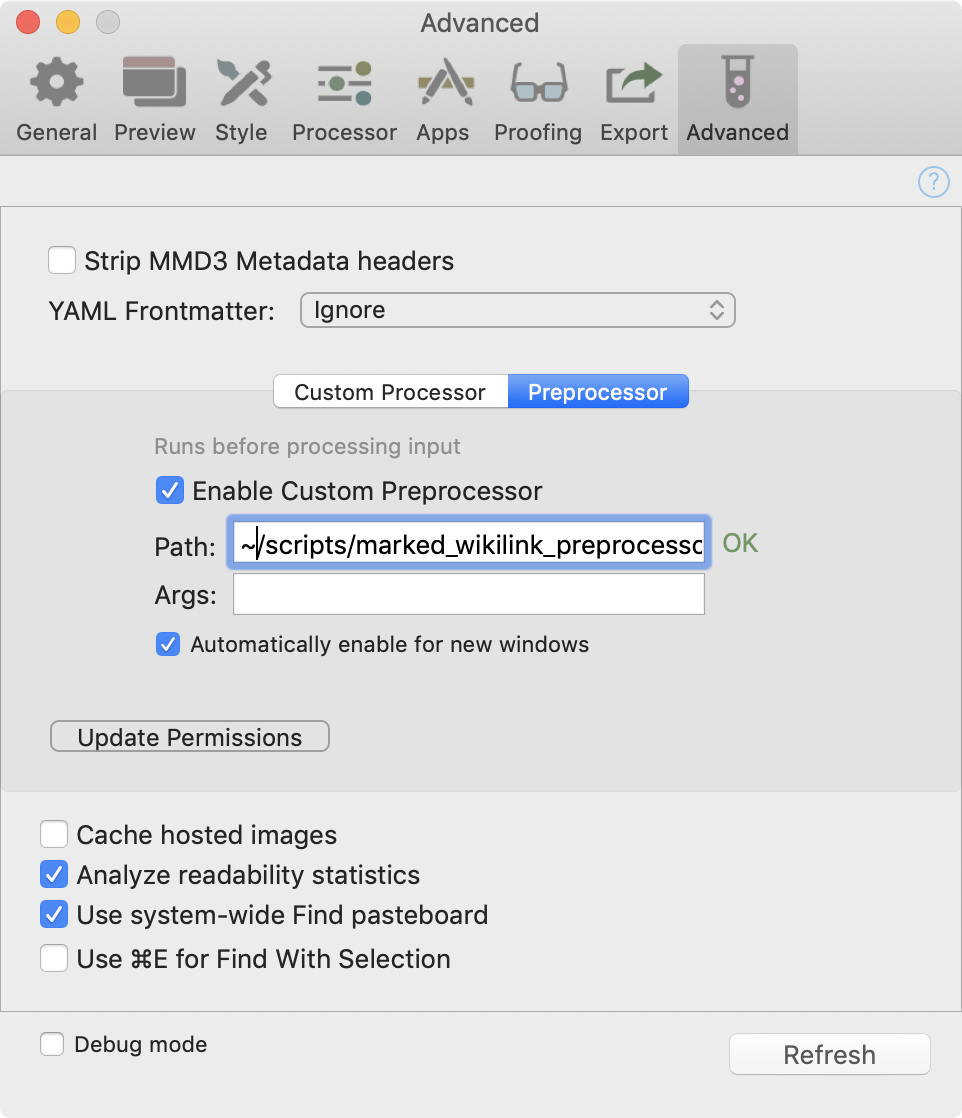 Advanced
General Preview Style Processor Apps Proofing Export Advanced
?
Strip MMD3 Metadata headers
YAML Frontmatter: Ignore
Custom Processor Preprocessor
Runs before processing input
Enable Custom Preprocessor
Path: ~/scripts/marked_wikilink_preprocessc OK
Args:
Automatically enable for new windows
Update Permissions
Cache hosted images
Analyze readability statistics
Use system-wide Find pasteboard
Use ⌘E for Find With Selection
Debug mode
Refresh